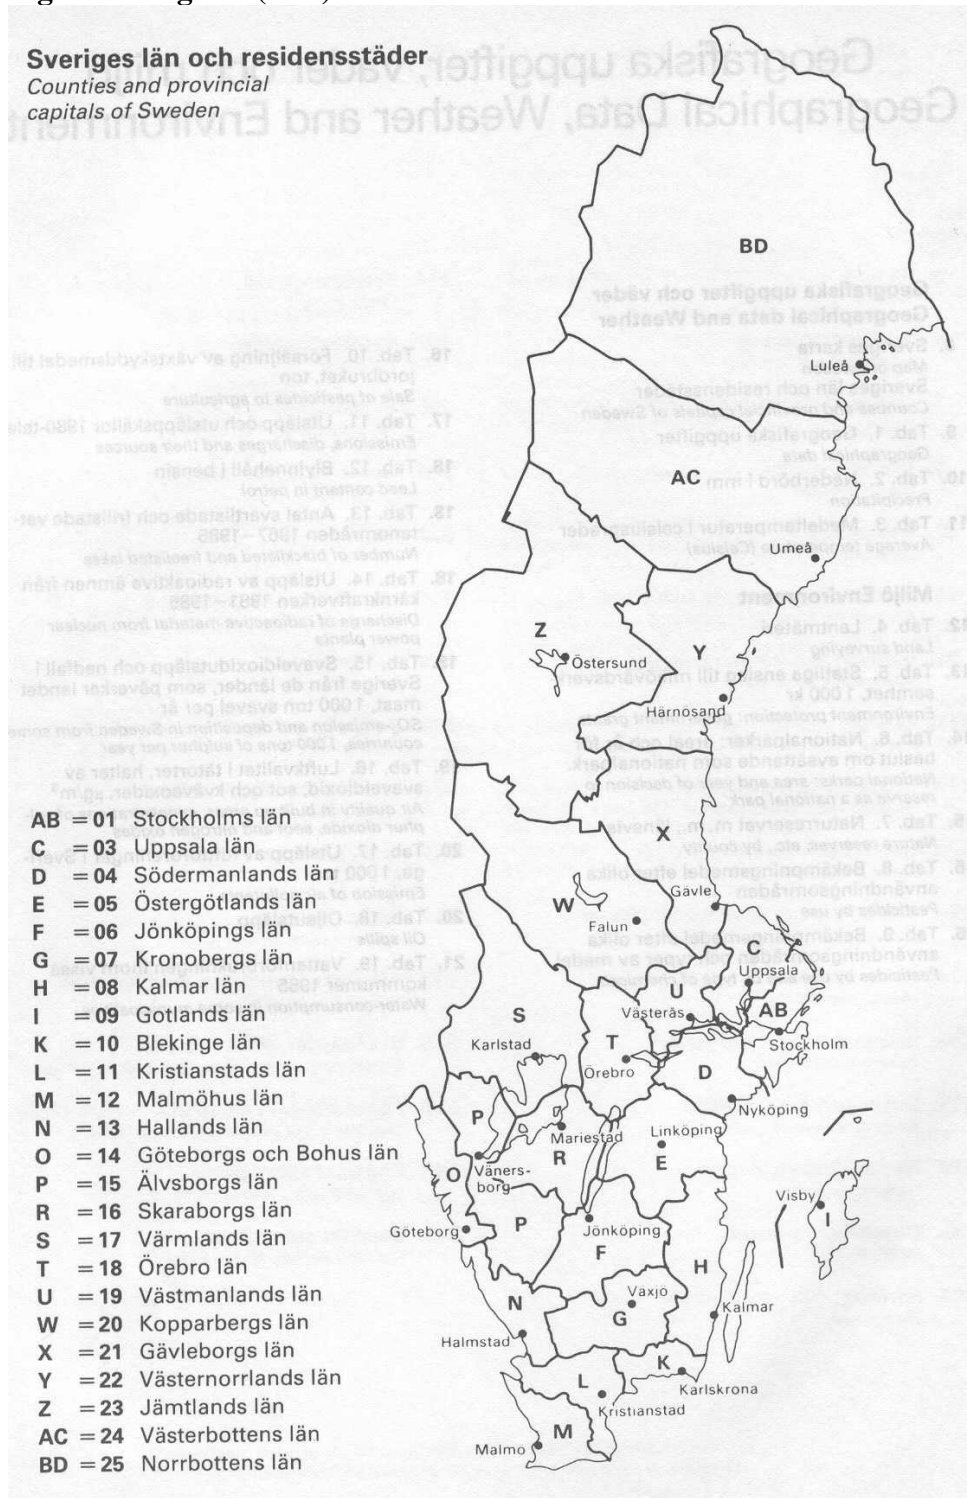 Sveriges län och residensstäder
Counties and provincial
capitals of Sweden
BD
Luleå
AC
Umeå
Z
Östersund
Y
Härnösand
X
W
Gävle
Falun
C
Uppsala
U
Västerås
AB
Stockholm
S
Karlstad
T
Örebro
D
Nyköping
P
Mariestad
Linköping
R
E
O
Väners-
borg
Visby
I
Göteborg
P
Jönköping
F
H
N
Växjö
G
Kalmar
Halmstad
K
Karlskrona
L
Kristianstad
M
Malmö
AB = 01 Stockholms län
C = 03 Uppsala län
D = 04 Södermanlands län
E = 05 Östergötlands län
F = 06 Jönköpings län
G = 07 Kronobergs län
H = 08 Kalmar län
I = 09 Gotlands län
K = 10 Blekinge län
L = 11 Kristianstads län
M = 12 Malmöhus län
N = 13 Hallands län
O = 14 Göteborgs och Bohus län
P = 15 Älvsborgs län
R = 16 Skaraborgs län
S = 17 Värmlands län
T = 18 Örebro län
U = 19 Västmanlands län
W = 20 Kopparbergs län
X = 21 Gävleborgs län
Y = 22 Västernorrlands län
Z = 23 Jämtlands län
AC = 24 Västerbottens län
BD = 25 Norrbottens län